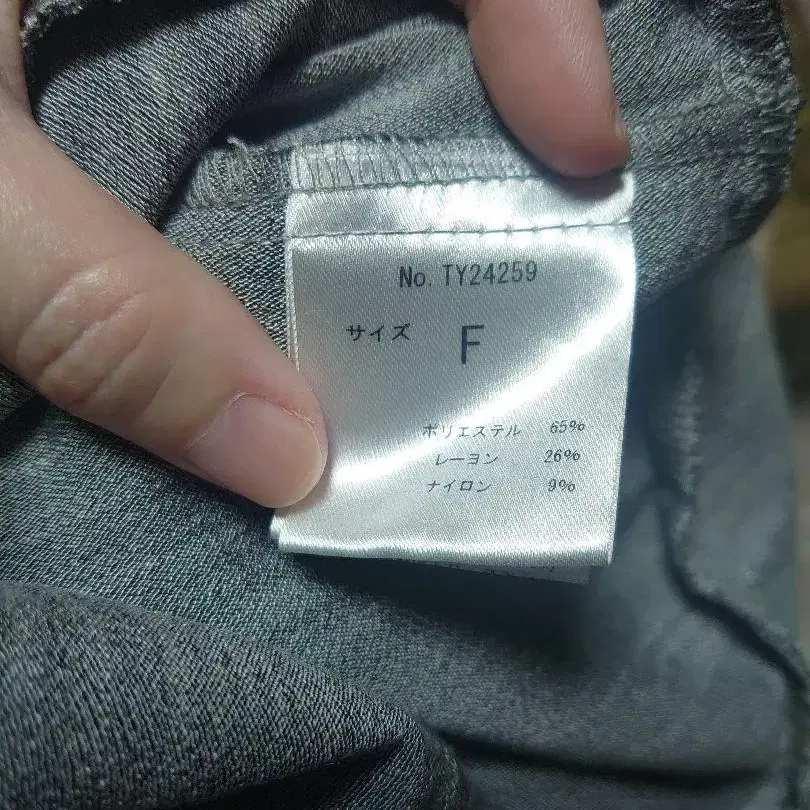 No. TY24259
サイズ F
ポリエステル 65%
レーヨン 26%
ナイロン 9%